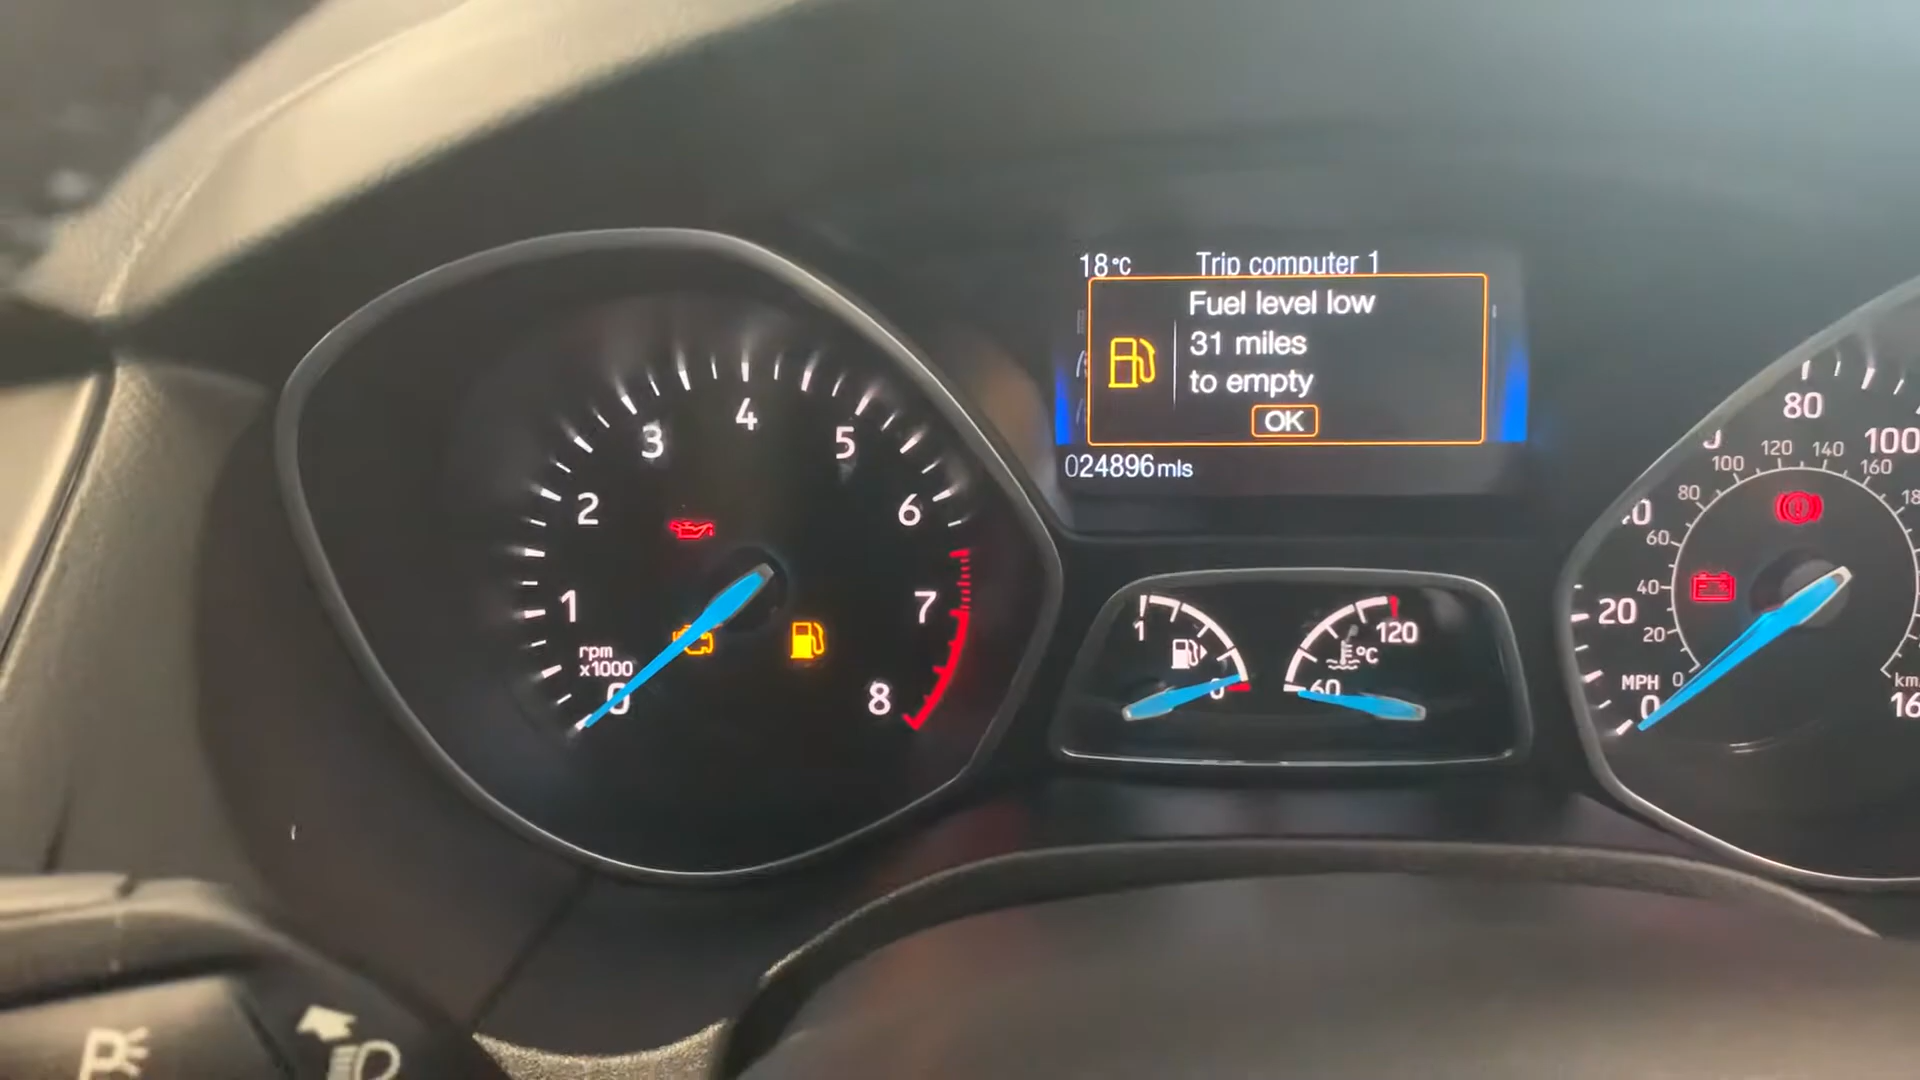 18°C Trip computer 1
Fuel level low
31 miles
to empty
OK
024896mls
0 1 2 3 4 5 6 7 8
rpm
x1000
1 0
60 120
°C
20 80 100
MPH 0
0 20 40 60 80 100 120 140 160
km